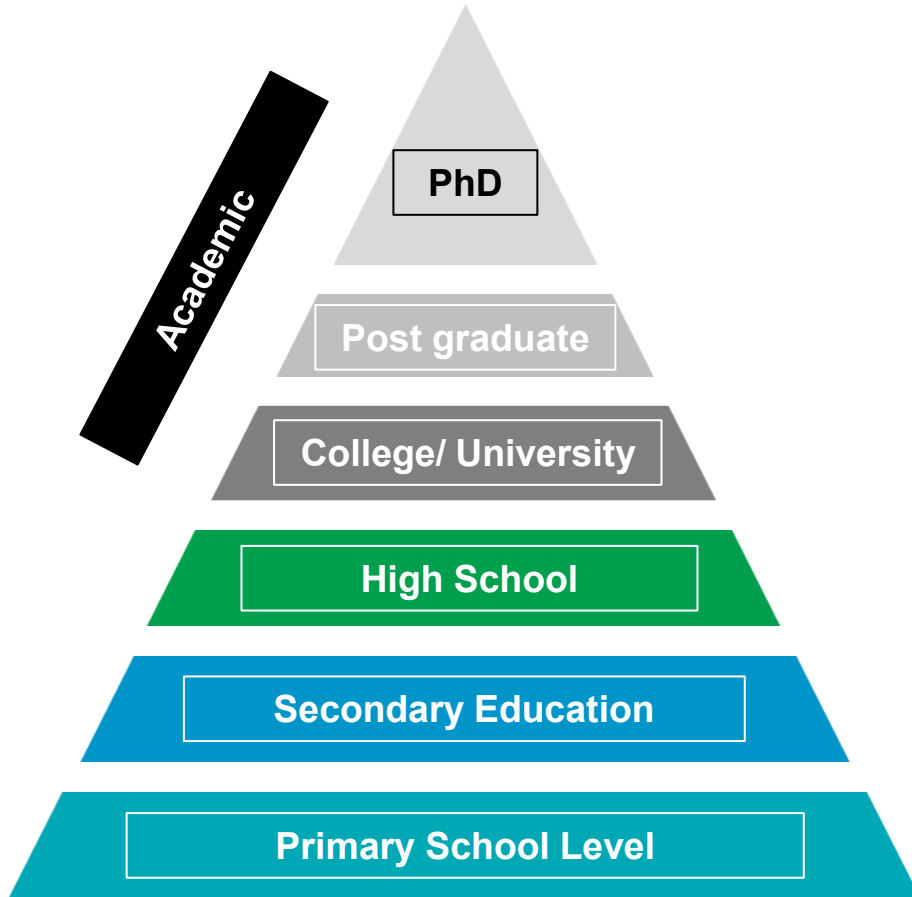 Academic
PhD
Post graduate
College/ University
High School
Secondary Education
Primary School Level